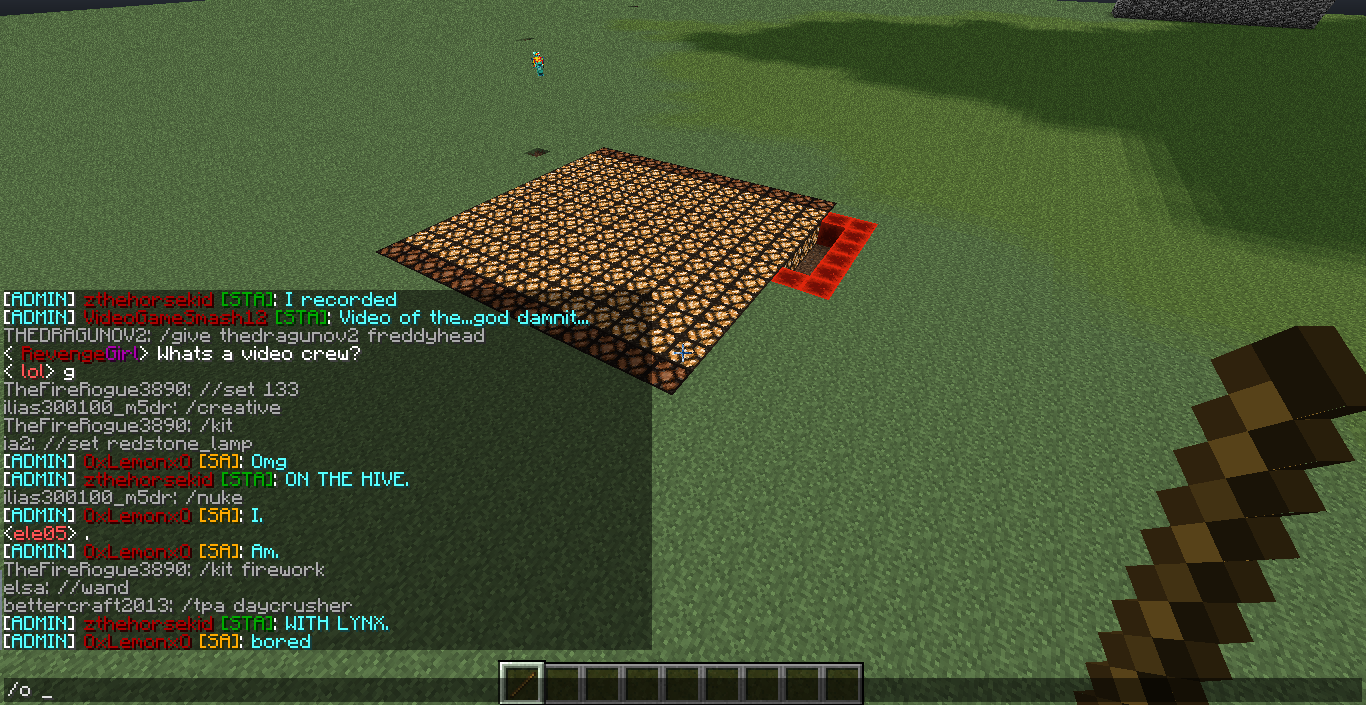 [ADMIN] zthehorsekid [STA]: I recorded
[ADMIN] VideoGameSmash12 [STA]: Video of the...god damnit...
THEDRAGUNOV2: /give thedragunov2 freddyhead
< RevengeGirl> Whats a video crew?
< lol> g
TheFireRogue3890: //set 133
ilias300100_m5dr: /creative
TheFireRogue3890: /kit
ia2: //set redstone_lamp
[ADMIN] 0xLemonx0 [SA]: Omg
[ADMIN] zthehorsekid [STA]: ON THE HIVE.
ilias300100_m5dr: /nuke
[ADMIN] 0xLemonx0 [SA]: I.
<ele05> .
[ADMIN] 0xLemonx0 [SA]: Am.
TheFireRogue3890: /kit firework
elsa: //wand
bettercraft2013: /tpa daycrusher
[ADMIN] zthehorsekid [STA]: WITH LYNX.
[ADMIN] 0xLemonx0 [SA]: bored
/o _